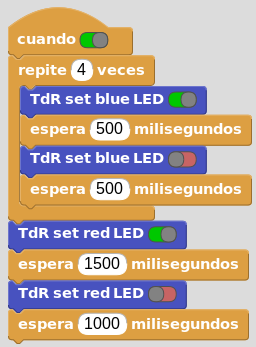 cuando
repite 4 veces
TdR set blue LED
espera 500 milisegundos
TdR set blue LED
espera 500 milisegundos
TdR set red LED
espera 1500 milisegundos
TdR set red LED
espera 1000 milisegundos